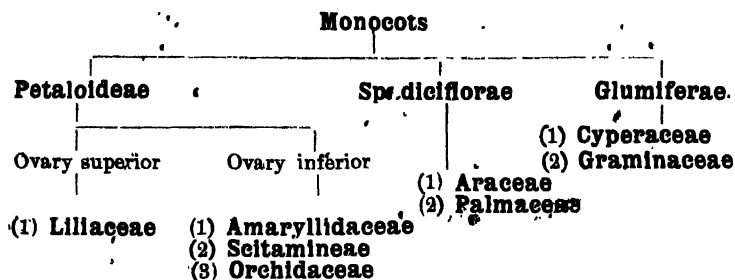 Monocots
Petaloideae Spadiciflorae Glumiferae.
Ovary superior Ovary inferior
(1) Liliaceae
(1) Amaryllidaceae
(2) Scitamineae
(3) Orchidaceae
(1) Araceae
(2) Palmaceae
(1) Cyperaceae
(2) Graminaceae